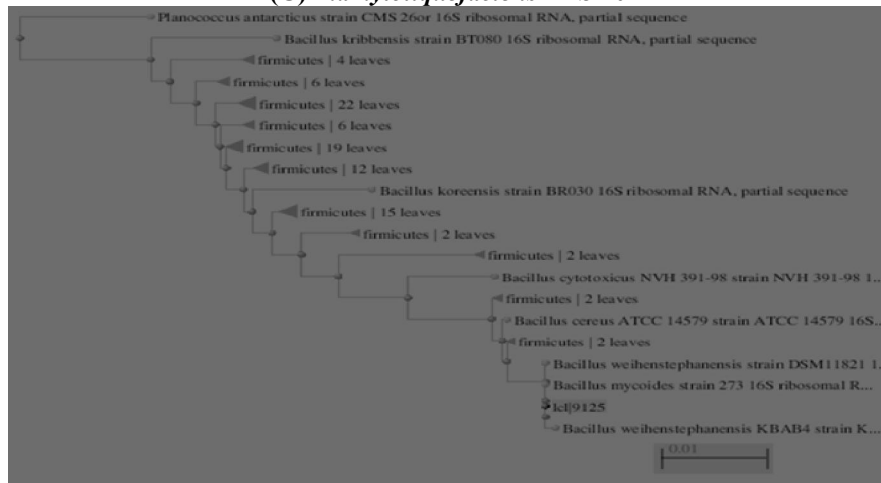 Planococcus antarcticus strain CMS 26or 16S ribosomal RNA, partial sequence
Bacillus kribbensis strain BT080 16S ribosomal RNA, partial sequence
firmicutes | 4 leaves
firmicutes | 6 leaves
firmicutes | 22 leaves
firmicutes | 6 leaves
firmicutes | 19 leaves
firmicutes | 12 leaves
Bacillus koreensis strain BR030 16S ribosomal RNA, partial sequence
firmicutes | 15 leaves
firmicutes | 2 leaves
firmicutes | 2 leaves
Bacillus cytotoxicus NVH 391-98 strain NVH 391-98 1...
firmicutes | 2 leaves
Bacillus cereus ATCC 14579 strain ATCC 14579 16S...
firmicutes | 2 leaves
Bacillus weihenstephanensis strain DSM11821 1.
Bacillus mycoides strain 273 16S ribosomal R...
lcl|9125
Bacillus weihenstephanensis KBAB4 strain K...
0.01